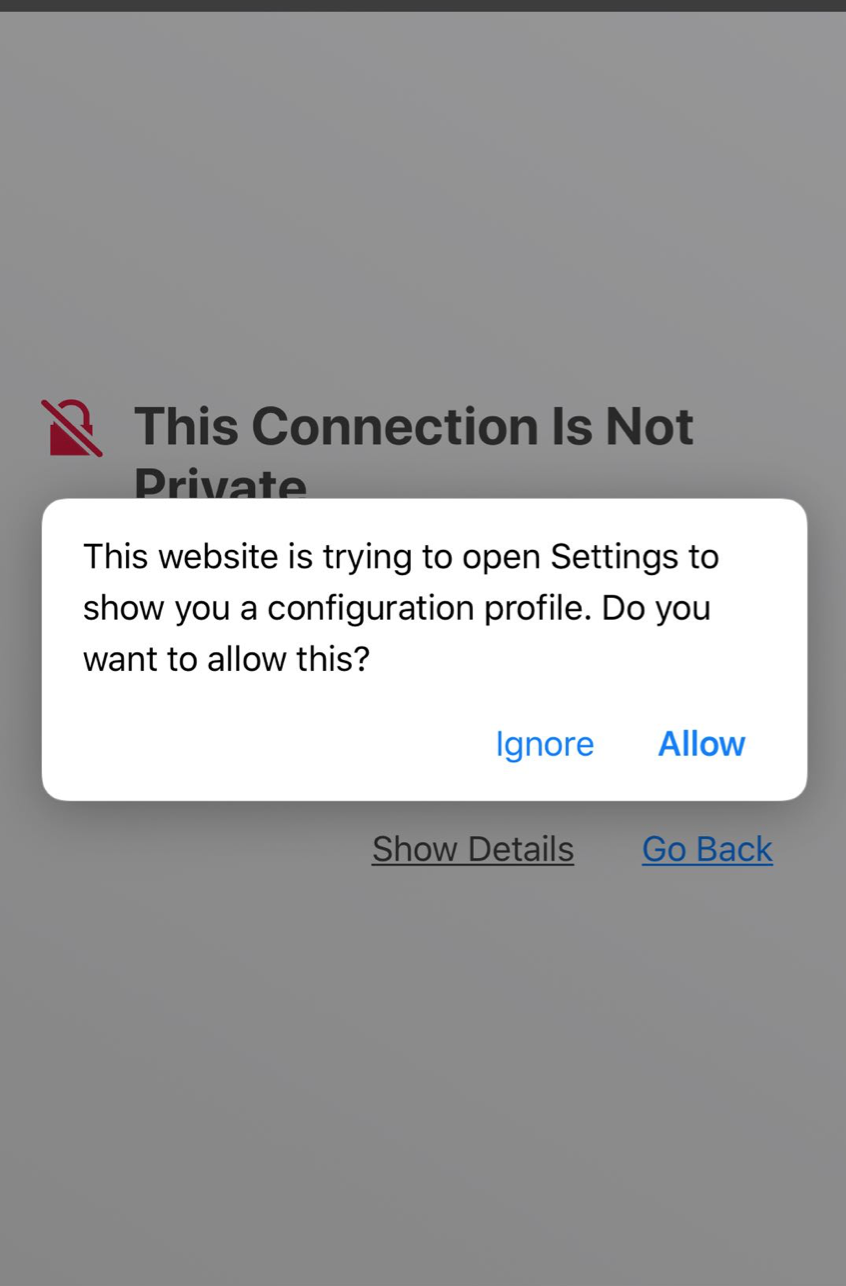 This Connection Is Not
Private
This website is trying to open Settings to
show you a configuration profile. Do you
want to allow this?
Ignore Allow
Show Details Go Back